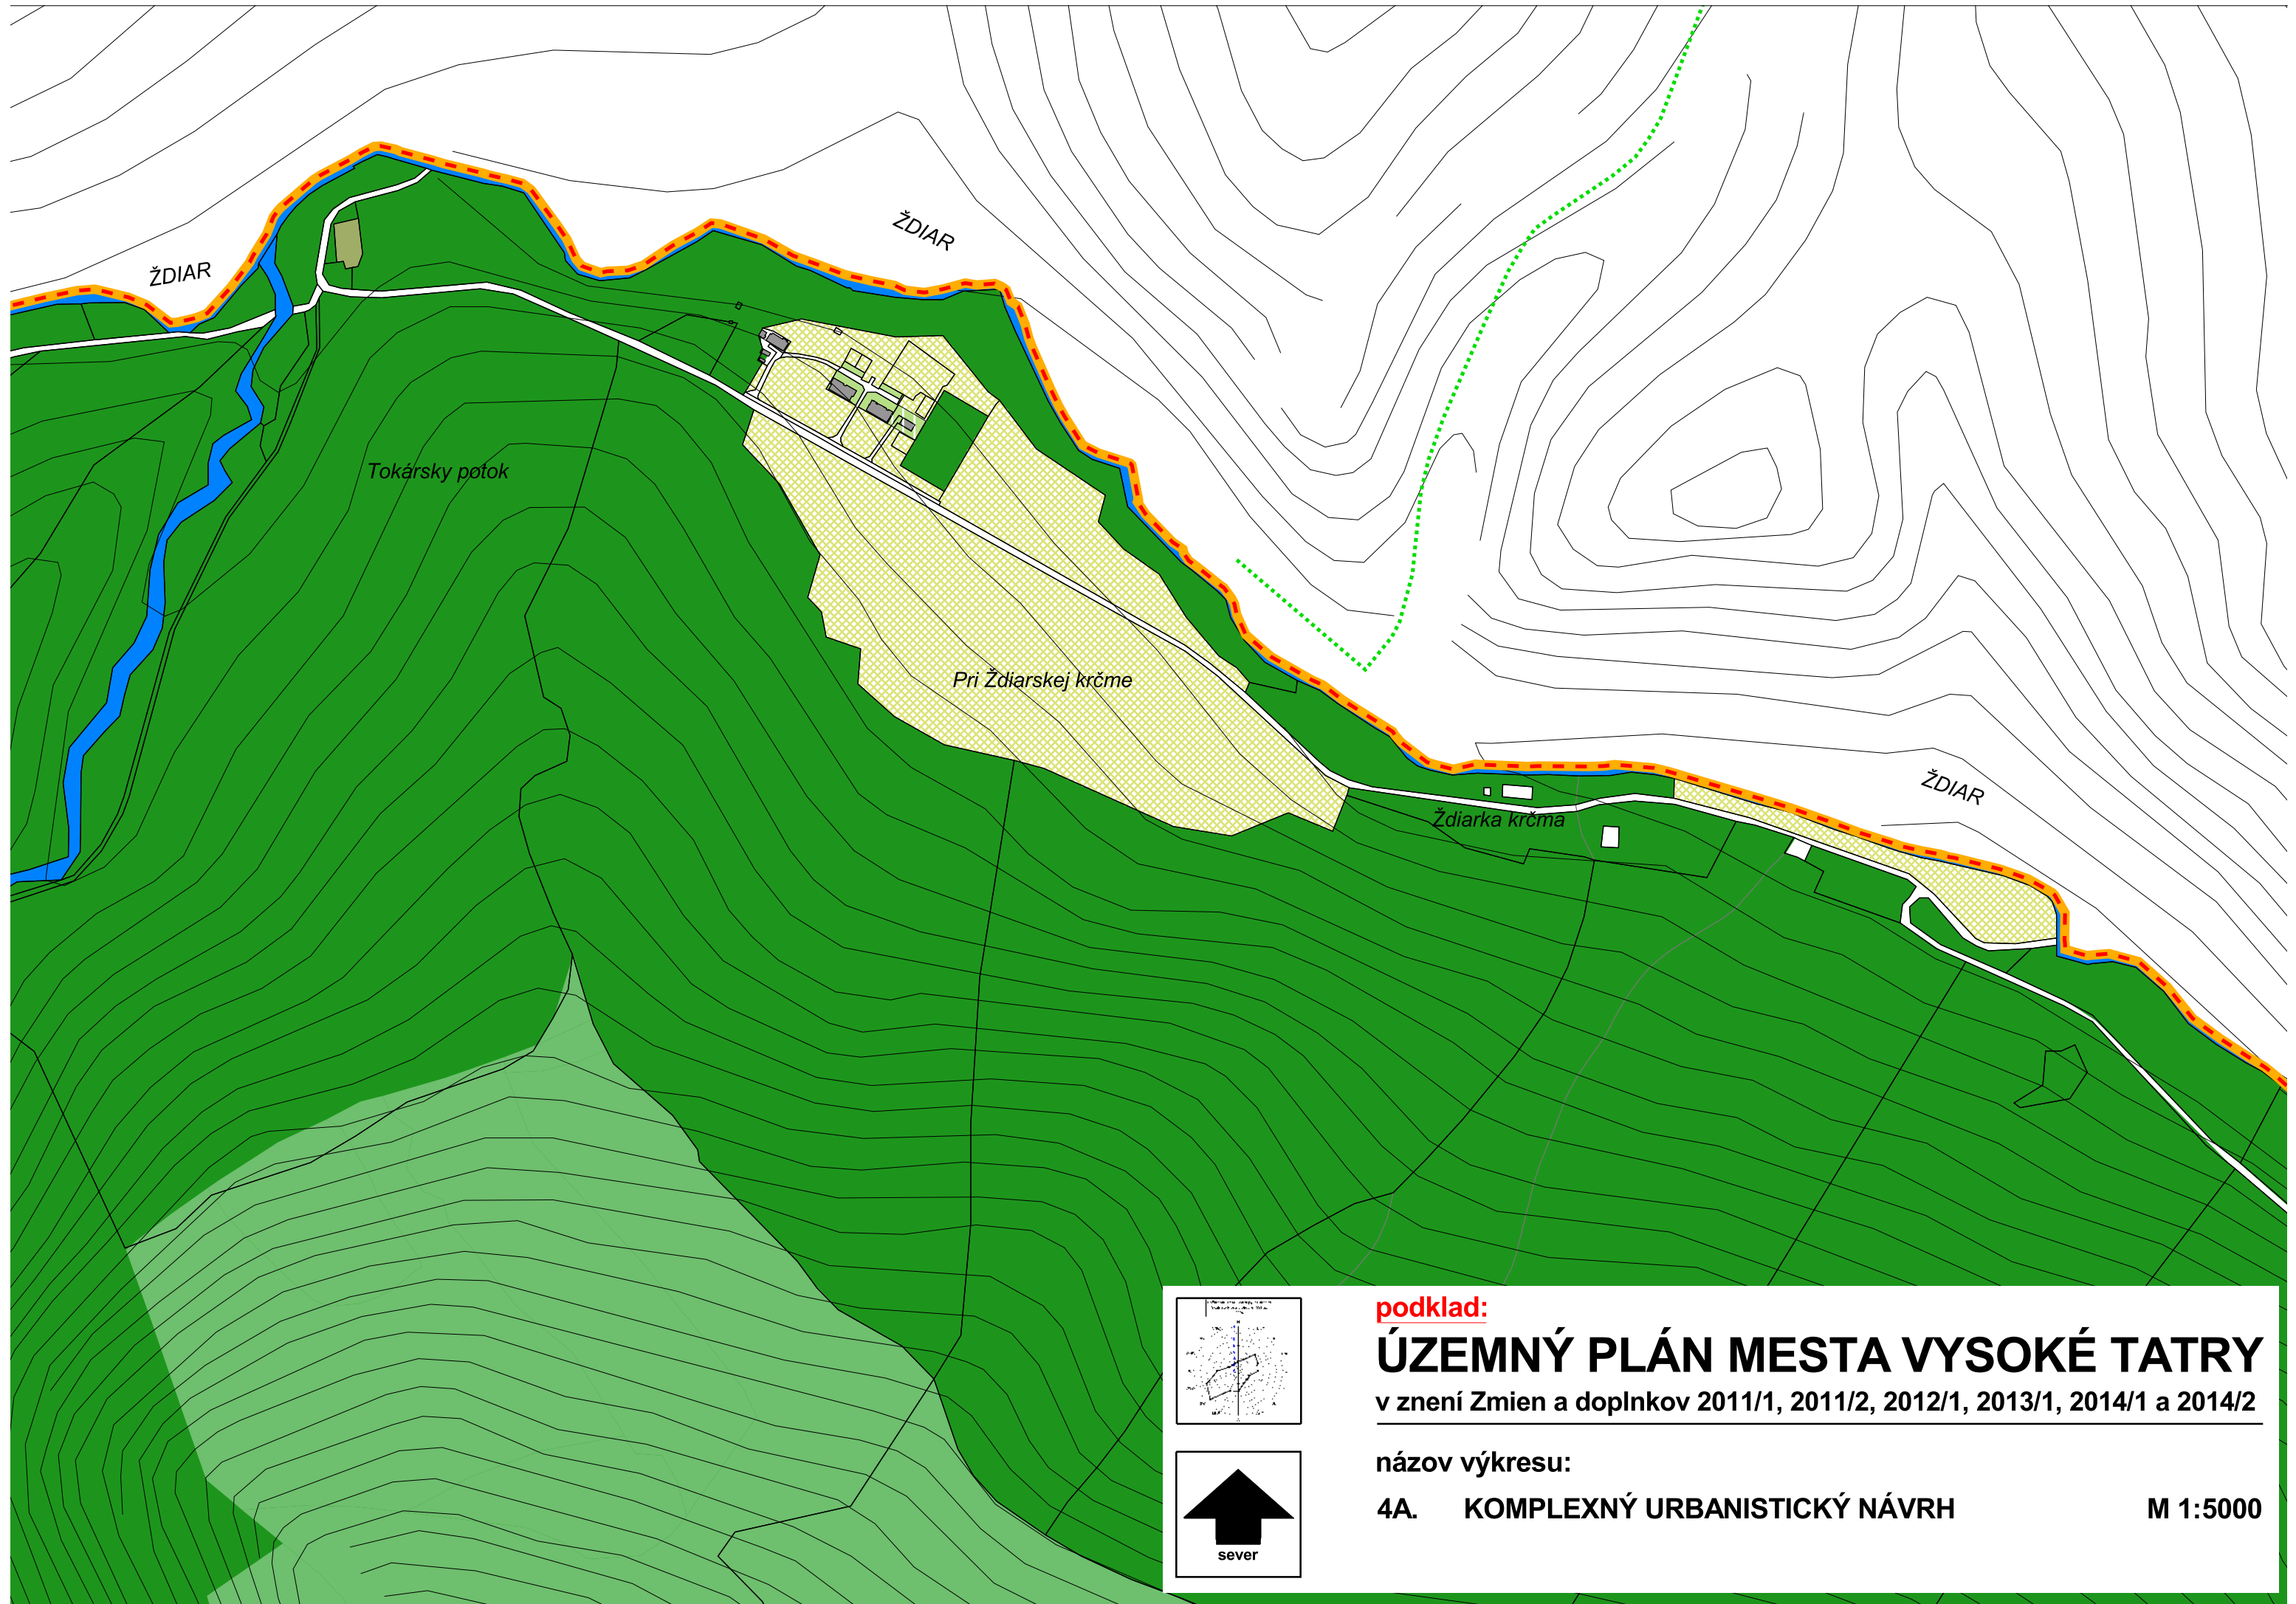 ŽDIAR
ŽDIAR
Tokársky potok
Pri Ždiarskej krčme
ŽDIAR
Ždiarka krčma
podklad:
ÚZEMNÝ PLÁN MESTA VYSOKÉ TATRY
v znení Zmien a doplnkov 2011/1, 2011/2, 2012/1, 2013/1, 2014/1 a 2014/2
názov výkresu:
4A. KOMPLEXNÝ URBANISTICKÝ NÁVRH M 1:5000
sever